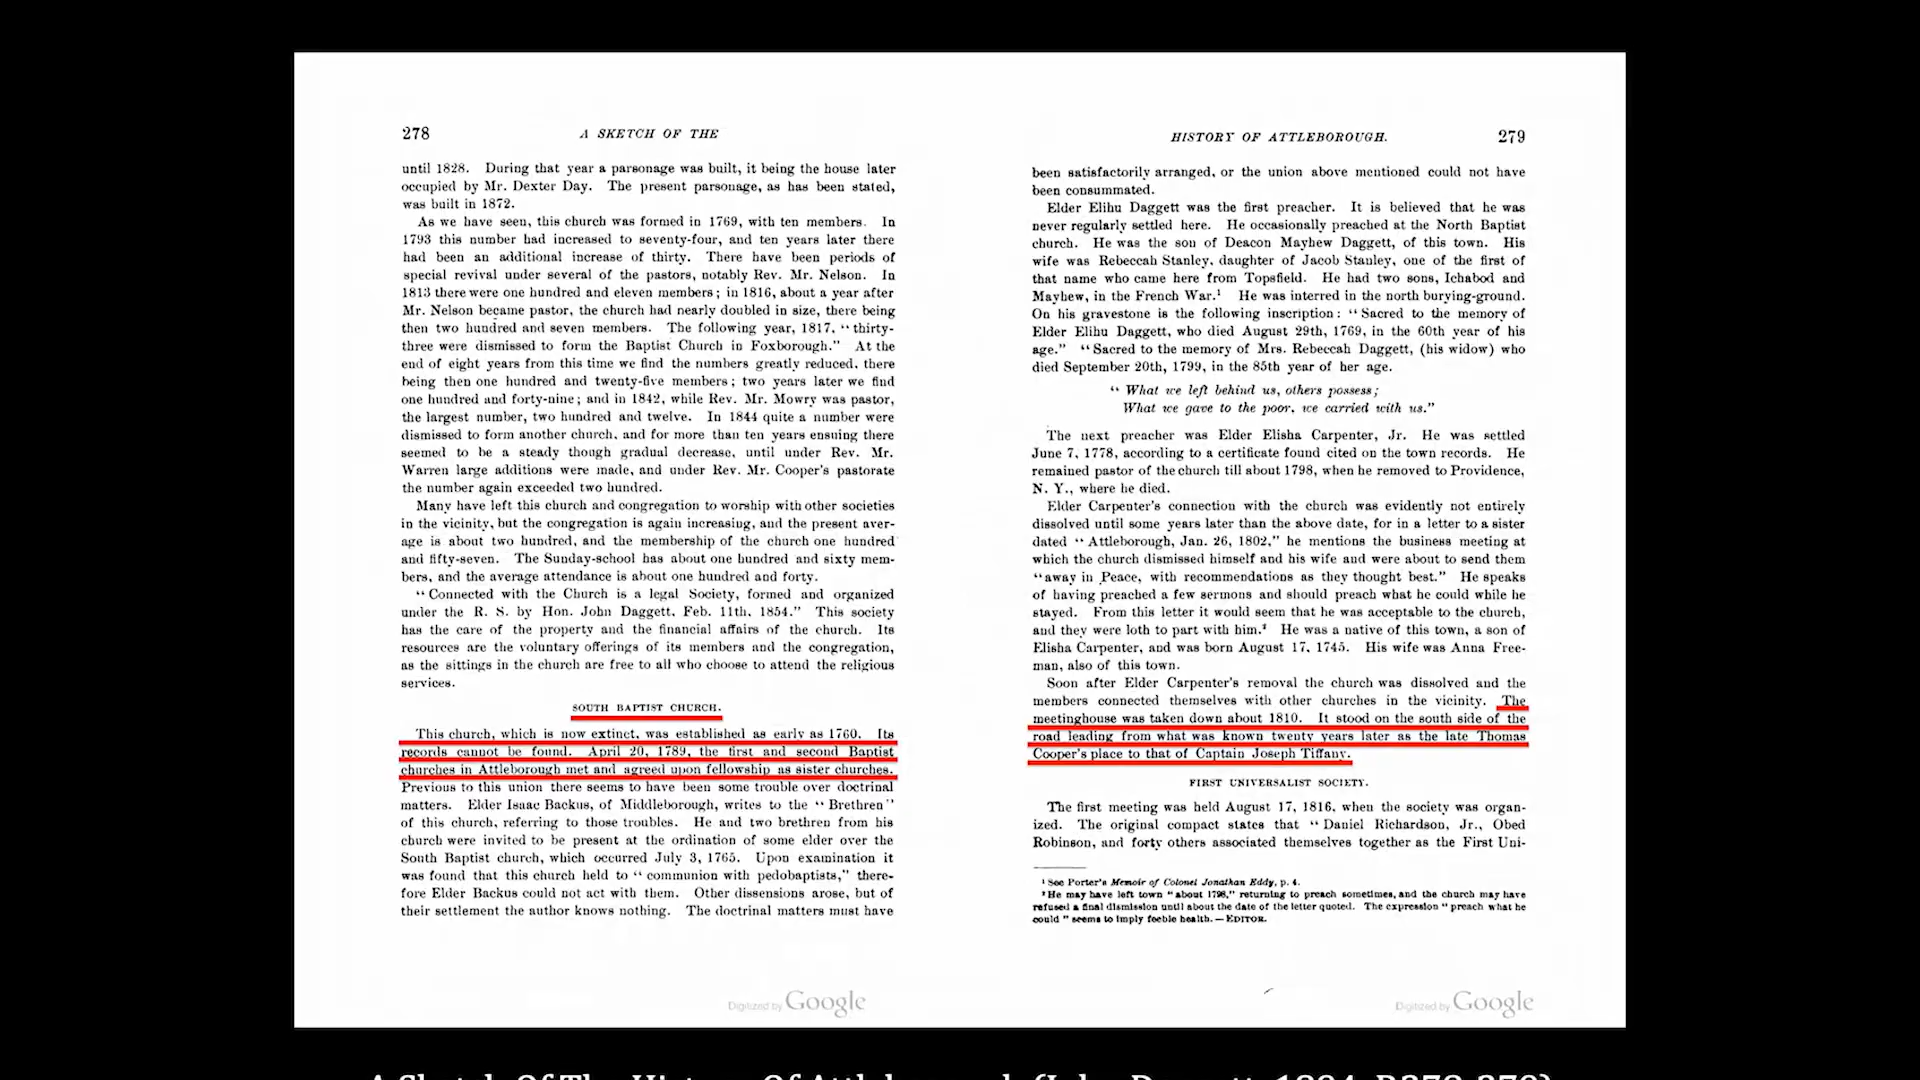 278
A SKETCH OF THE
until 1828. During that year a parsonage was built, it being the house later
occupied by Mr. Dexter Day. The present parsonage, as has been stated,
was built in 1872.
As we have seen, this church was formed in 1769, with ten members. In
1793 this number had increased to seventy-four, and ten years later there
had been an additional increase of thirty. There have been periods of
special revival under several of the pastors, notably Rev. Mr. Nelson. In
1813 there were one hundred and eleven members; in 1816, about a year after
Mr. Nelson became pastor, the church had nearly doubled in size, there being
then two hundred and seven members. The following year, 1817, "thirty-
three were dismissed to form the Baptist Church in Foxborough." At the
end of eight years from this time we find the numbers greatly reduced, there
being then one hundred and twenty-five members; two years later we find
one hundred and forty-nine; and in 1842, while Rev. Mr. Mowry was pastor,
the largest number, two hundred and twelve. In 1844 quite a number were
dismissed to form another church, and for more than ten years ensuing there
seemed to be a steady though gradual decrease, until under Rev. Mr.
Warren large additions were made, and under Rev. Mr. Cooper's pastorate
the number again exceeded two hundred.
Many have left this church and congregation to worship with other societies
in the vicinity, but the congregation is again increasing, and the present aver-
age is about two hundred, and the membership of the church one hundred
and fifty-seven. The Sunday-school has about one hundred and sixty mem-
bers, and the average attendance is about one hundred and forty.
"Connected with the Church is a legal Society, formed and organized
under the R. S. by Hon. John Daggett, Feb. 11th, 1854." This society
has the care of the property and the financial affairs of the church. Its
resources are the voluntary offerings of its members and the congregation,
as the sittings in the church are free to all who choose to attend the religious
services.
SOUTH BAPTIST CHURCH.
This church, which is now extinct, was established as early as 1760. Its
records cannot be found. April 20, 1789, the first and second Baptist
churches in Attleborough met and agreed upon fellowship as sister churches.
Previous to this union there seems to have been some trouble over doctrinal
matters. Elder Isaac Backus, of Middleborough, writes to the "Brethren"
of this church, referring to those troubles. He and two brethren from his
church were invited to be present at the ordination of some elder over the
South Baptist church, which occurred July 3, 1765. Upon examination it
was found that this church held to "communion with pedobaptists," there-
fore Elder Backus could not act with them. Other dissensions arose, but of
their settlement the author knows nothing. The doctrinal matters must have
Digitized by Google
HISTORY OF ATTLEBOROUGH.
279
been satisfactorily arranged, or the union above mentioned could not have
been consummated.
Elder Elihu Daggett was the first preacher. It is believed that he was
never regularly settled here. He occasionally preached at the North Baptist
church. He was the son of Deacon Mayhew Daggett, of this town. His
wife was Rebeccah Stanley, daughter of Jacob Stanley, one of the first of
that name who came here from Topsfield. He had two sons, Ichabod and
Mayhew, in the French War.¹ He was interred in the north burying-ground.
On his gravestone is the following inscription: "Sacred to the memory of
Elder Elihu Daggett, who died August 29th, 1769, in the 60th year of his
age." "Sacred to the memory of Mrs. Rebeccah Daggett, (his widow) who
died September 20th, 1799, in the 85th year of her age.
"What we left behind us, others possess;
What we gave to the poor, we carried with us."
The next preacher was Elder Elisha Carpenter, Jr. He was settled
June 7, 1778, according to a certificate found cited on the town records. He
remained pastor of the church till about 1798, when he removed to Providence,
N. Y., where he died.
Elder Carpenter's connection with the church was evidently not entirely
dissolved until some years later than the above date, for in a letter to a sister
dated "Attleborough, Jan. 26, 1802," he mentions the business meeting at
which the church dismissed himself and his wife and were about to send them
"away in Peace, with recommendations as they thought best." He speaks
of having preached a few sermons and should preach what he could while he
stayed. From this letter it would seem that he was acceptable to the church,
and they were loth to part with him.² He was a native of this town, a son of
Elisha Carpenter, and was born August 17, 1745. His wife was Anna Free-
man, also of this town.
Soon after Elder Carpenter's removal the church was dissolved and the
members connected themselves with other churches in the vicinity. The
meetinghouse was taken down about 1810. It stood on the south side of the
road leading from what was known twenty years later as the late Thomas
Cooper's place to that of Captain Joseph Tiffany.
FIRST UNIVERSALIST SOCIETY.
The first meeting was held August 17, 1816, when the society was organ-
ized. The original compact states that "Daniel Richardson, Jr., Obed
Robinson, and forty others associated themselves together as the First Uni-
¹ See Porter's Memoir of Colonel Jonathan Eddy, p. 4.
² He may have left town "about 1798," returning to preach sometimes, and the church may have
refused a final dismission until about the date of the letter quoted. The expression "preach what he
could" seems to imply feeble health. — EDITOR.
Digitized by Google
A Sketch Of The History Of Attleborough (John Daggett, 1894, P.278-279)